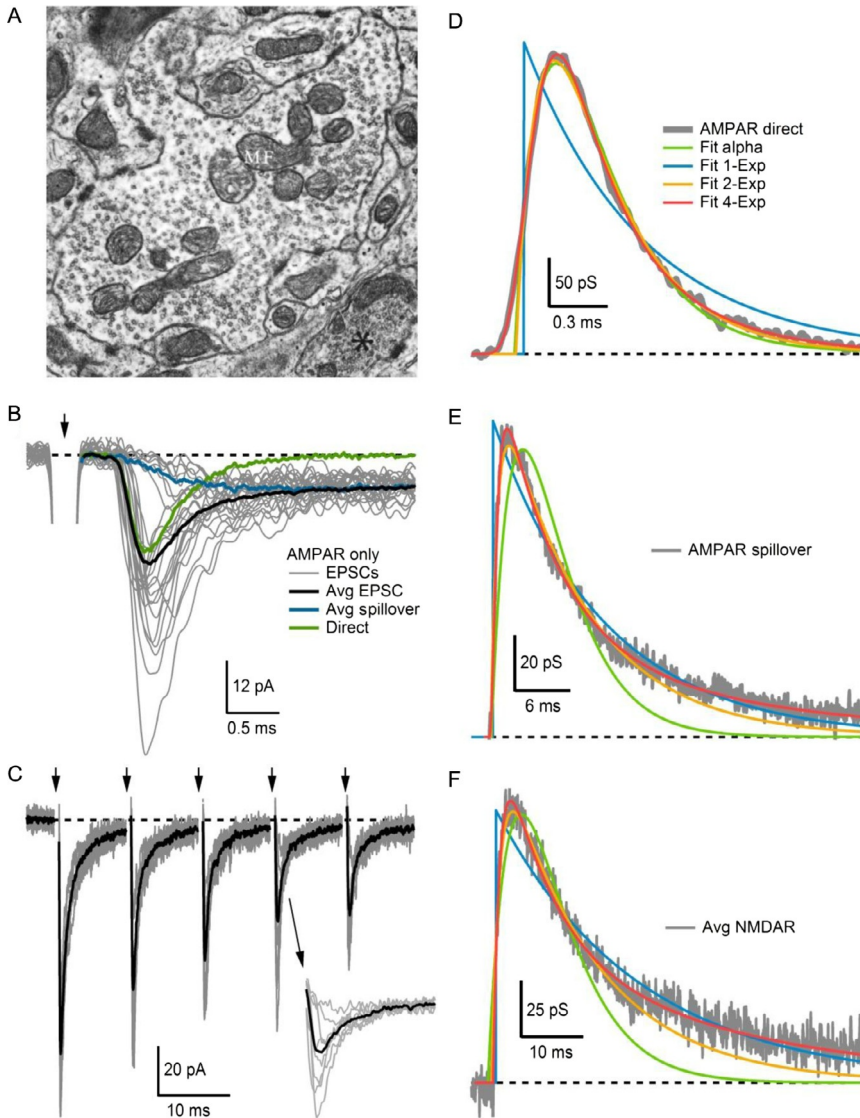 A
MF
*
B
AMPAR only
EPSCs
Avg EPSC
Avg spillover
Direct
12 pA
0.5 ms
C
20 pA
10 ms
D
AMPAR direct
Fit alpha
Fit 1-Exp
Fit 2-Exp
Fit 4-Exp
50 pS
0.3 ms
E
AMPAR spillover
20 pS
6 ms
F
Avg NMDAR
25 pS
10 ms